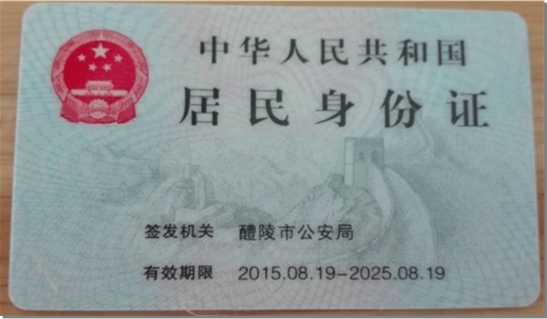 中华人民共和国
居民身份证
签发机关 醴陵市公安局
有效期限 2015.08.19-2025.08.19